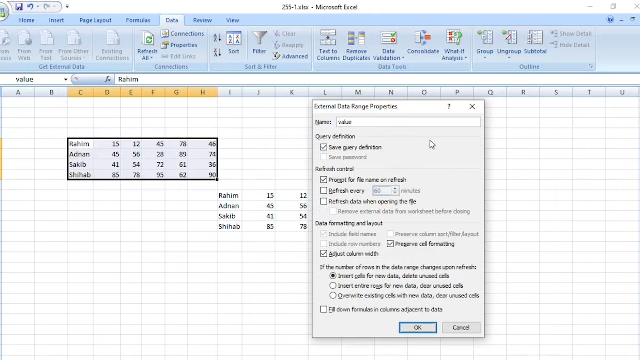 255-1.xlsx - Microsoft Excel
Home Insert Page Layout Formulas Data Review View
From Access From Web From Text From Other Sources Existing Connections
Get External Data
Refresh All
Connections
Properties
Connections
Sort Filter
Advanced
Sort & Filter
Text to Columns Remove Duplicates Data Validation Consolidate What-If Analysis
Data Tools
Group Ungroup Subtotal
Show Detail
Hide Detail
Outline
value Rahim
A B C D E F G H I J K L M N O P Q R
Rahim 15 12 45 78 46
Adnan 45 56 28 89 74
Sakib 41 54 72 61 36
Shihab 85 78 95 62 90
Rahim 15 12
Adnan 45 56
Sakib 41 54
Shihab 85 78
External Data Range Properties ?
Name: value
Query definition
Save query definition
Save password
Refresh control
Prompt for file name on refresh
Refresh every 60 minutes
Refresh data when opening the file
Remove external data from worksheet before closing
Data formatting and layout
Include field names Preserve column sort/filter/layout
Include row numbers Preserve cell formatting
Adjust column width
If the number of rows in the data range changes upon refresh:
Insert cells for new data, delete unused cells
Insert entire rows for new data, clear unused cells
Overwrite existing cells with new data, clear unused cells
Fill down formulas in columns adjacent to data
OK Cancel